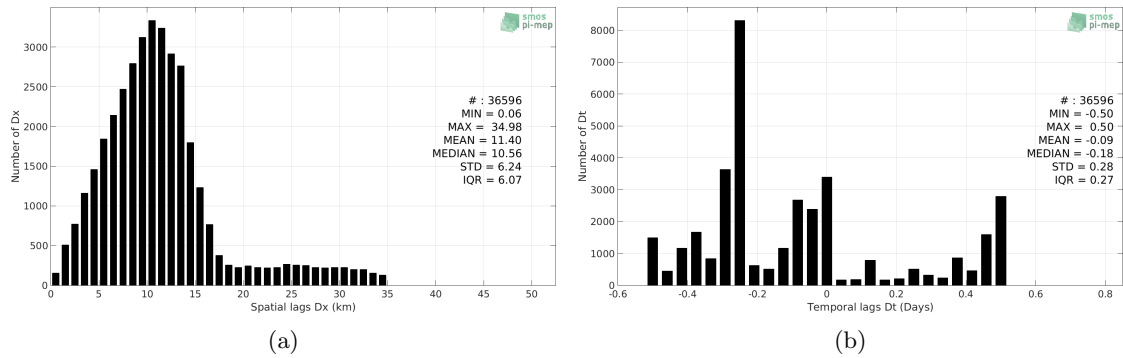 smos
pi-mep
3000
2500
2000
1500
1000
500
0
Number of Dx
# : 36596
MIN = 0.06
MAX = 34.98
MEAN = 11.40
MEDIAN = 10.56
STD = 6.24
IQR = 6.07
0 5 10 15 20 25 30 35 40 45 50
Spatial lags Dx (km)
(a)
smos
pi-mep
8000
7000
6000
5000
4000
3000
2000
1000
0
Number of Dt
# : 36596
MIN = -0.50
MAX = 0.50
MEAN = -0.09
MEDIAN = -0.18
STD = 0.28
IQR = 0.27
-0.6 -0.4 -0.2 0 0.2 0.4 0.6 0.8
Temporal lags Dt (Days)
(b)